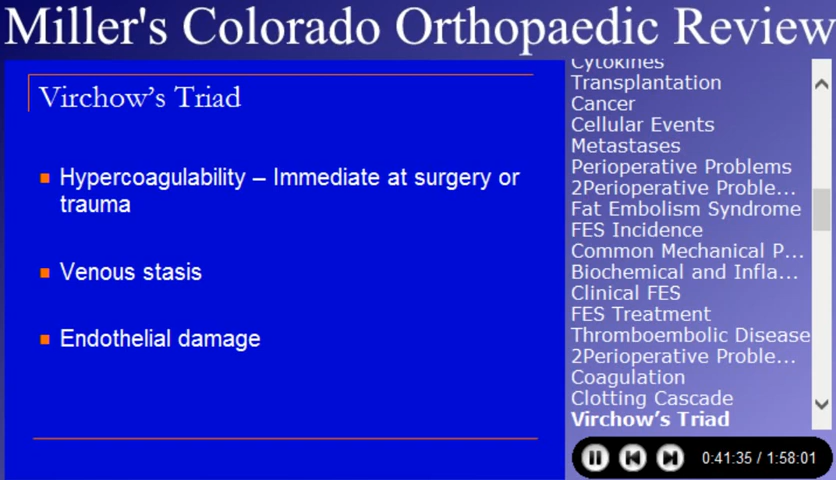 Miller's Colorado Orthopaedic Review
Virchow's Triad
Hypercoagulability – Immediate at surgery or
trauma
Venous stasis
Endothelial damage
Cytokines
Transplantation
Cancer
Cellular Events
Metastases
Perioperative Problems
2Perioperative Proble...
Fat Embolism Syndrome
FES Incidence
Common Mechanical P...
Biochemical and Infla...
Clinical FES
FES Treatment
Thromboembolic Disease
2Perioperative Proble...
Coagulation
Clotting Cascade
Virchow's Triad
0:41:35 / 1:58:01